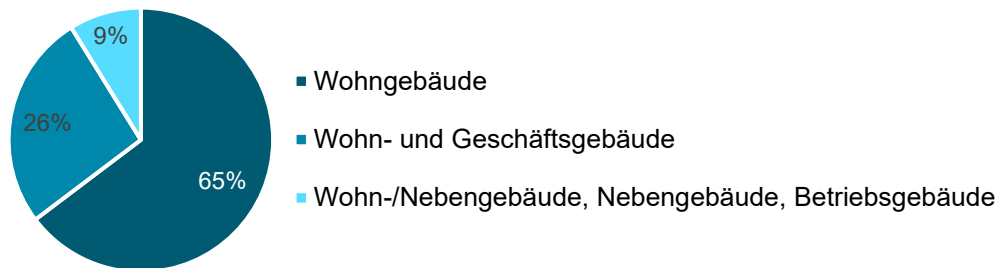 9%
26%
65%
Wohngebäude
Wohn- und Geschäftsgebäude
Wohn-/Nebengebäude, Nebengebäude, Betriebsgebäude